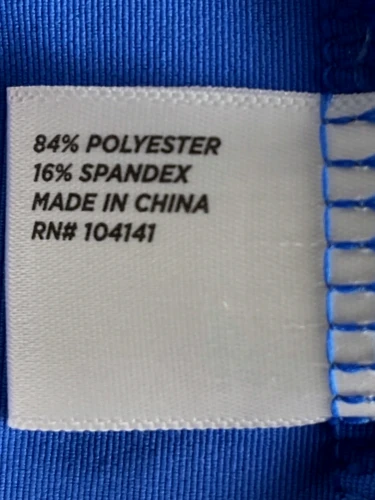 84% POLYESTER
16% SPANDEX
MADE IN CHINA
RN# 104141